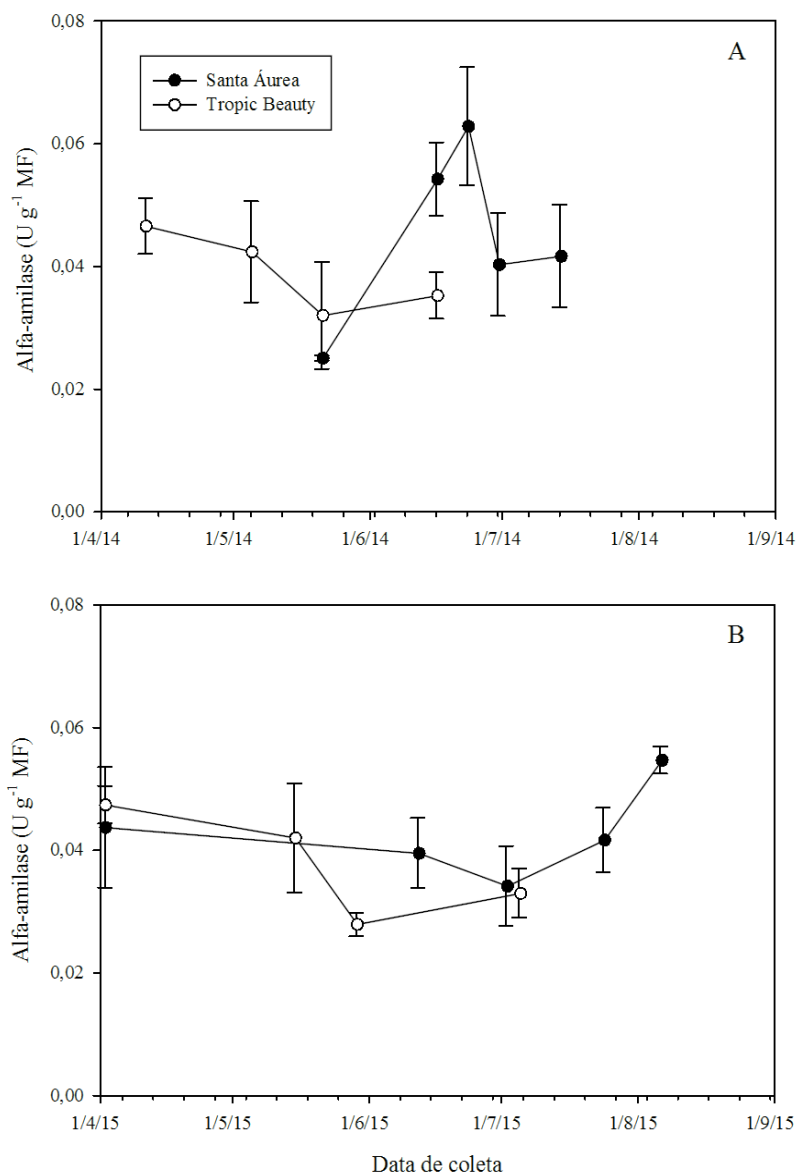 A
Santa Áurea
Tropic Beauty
Alfa-amilase (U g⁻¹ MF)
0,08
0,06
0,04
0,02
0,00
1/4/14 1/5/14 1/6/14 1/7/14 1/8/14 1/9/14
B
Alfa-amilase (U g⁻¹ MF)
0,08
0,06
0,04
0,02
0,00
1/4/15 1/5/15 1/6/15 1/7/15 1/8/15 1/9/15
Data de coleta